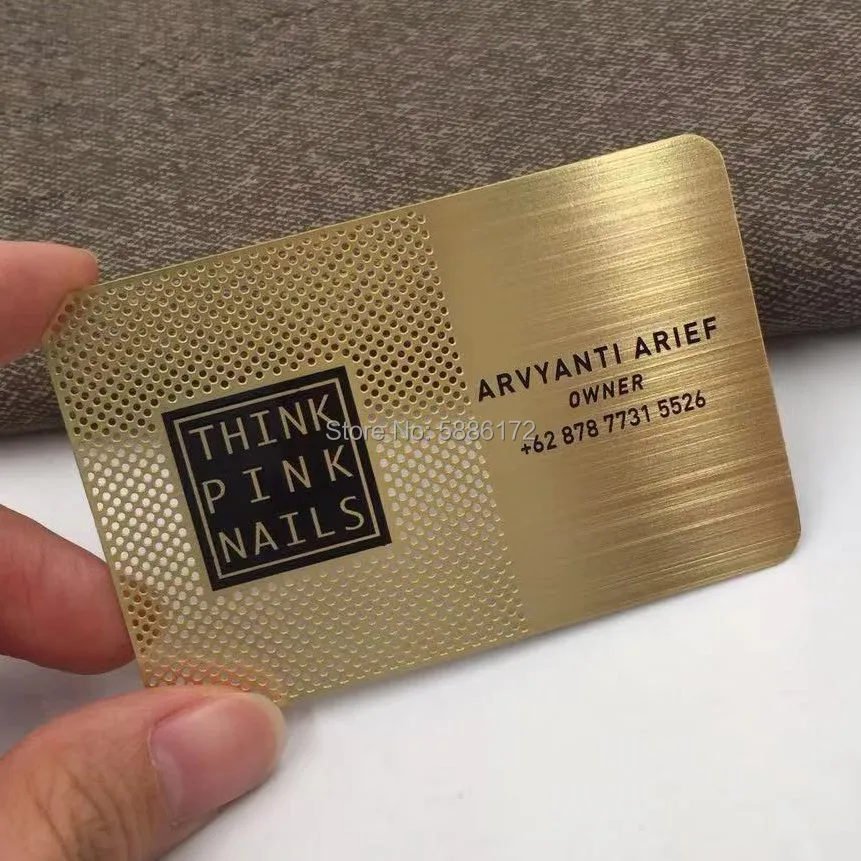 THINK
PINK
NAILS
ARVYANTI ARIEF
OWNER
+62 878 7731 5526
Store No: 5886172